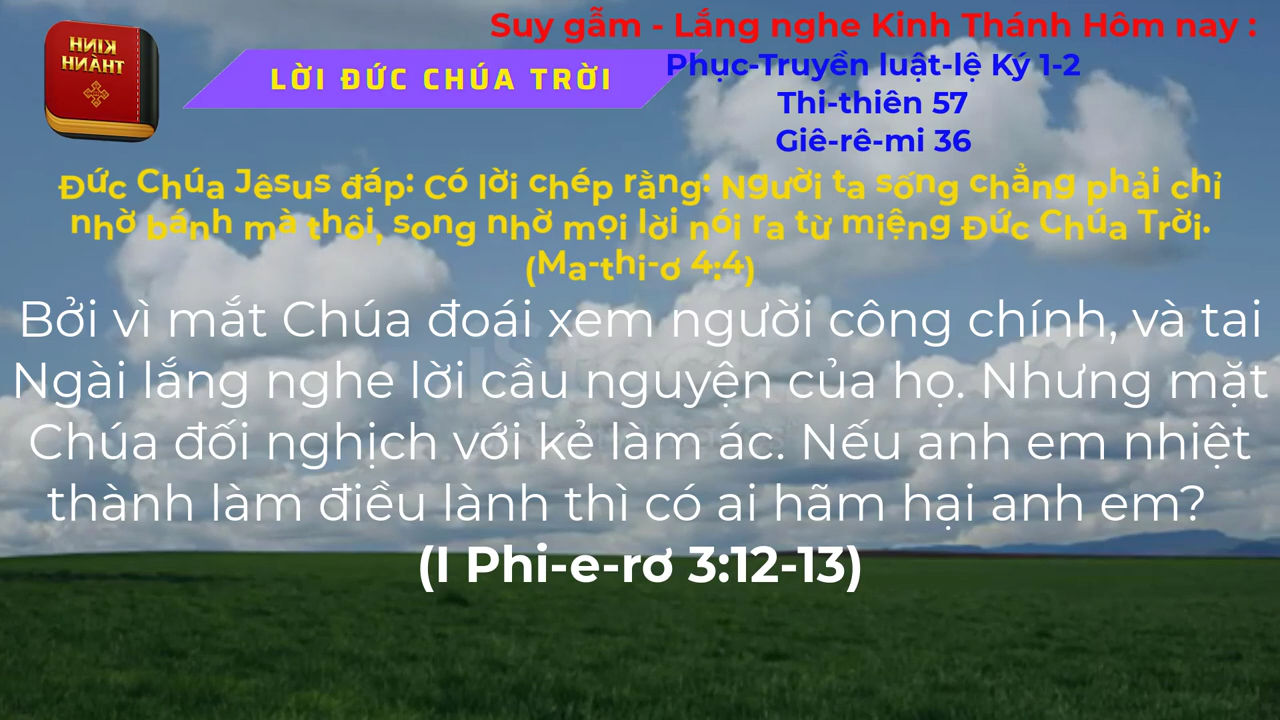 Suy gẫm - Lắng nghe Kinh Thánh Hôm nay :
KINH
THÀNH
LỜI ĐỨC CHÚA TRỜI
Phục-Truyền luật-lệ Ký 1-2
Thi-thiên 57
Giê-rê-mi 36
Đức Chúa Jêsus đáp: Có lời chép rằng: Người ta sống chẳng phải chỉ
nhờ bánh mà thôi, song nhờ mọi lời nói ra từ miệng Đức Chúa Trời.
(Ma-thi-ơ 4:4)
Bởi vì mắt Chúa đoái xem người công chính, và tai
Ngài lắng nghe lời cầu nguyện của họ. Nhưng mặt
Chúa đối nghịch với kẻ làm ác. Nếu anh em nhiệt
thành làm điều lành thì có ai hãm hại anh em?
(I Phi-e-rơ 3:12-13)